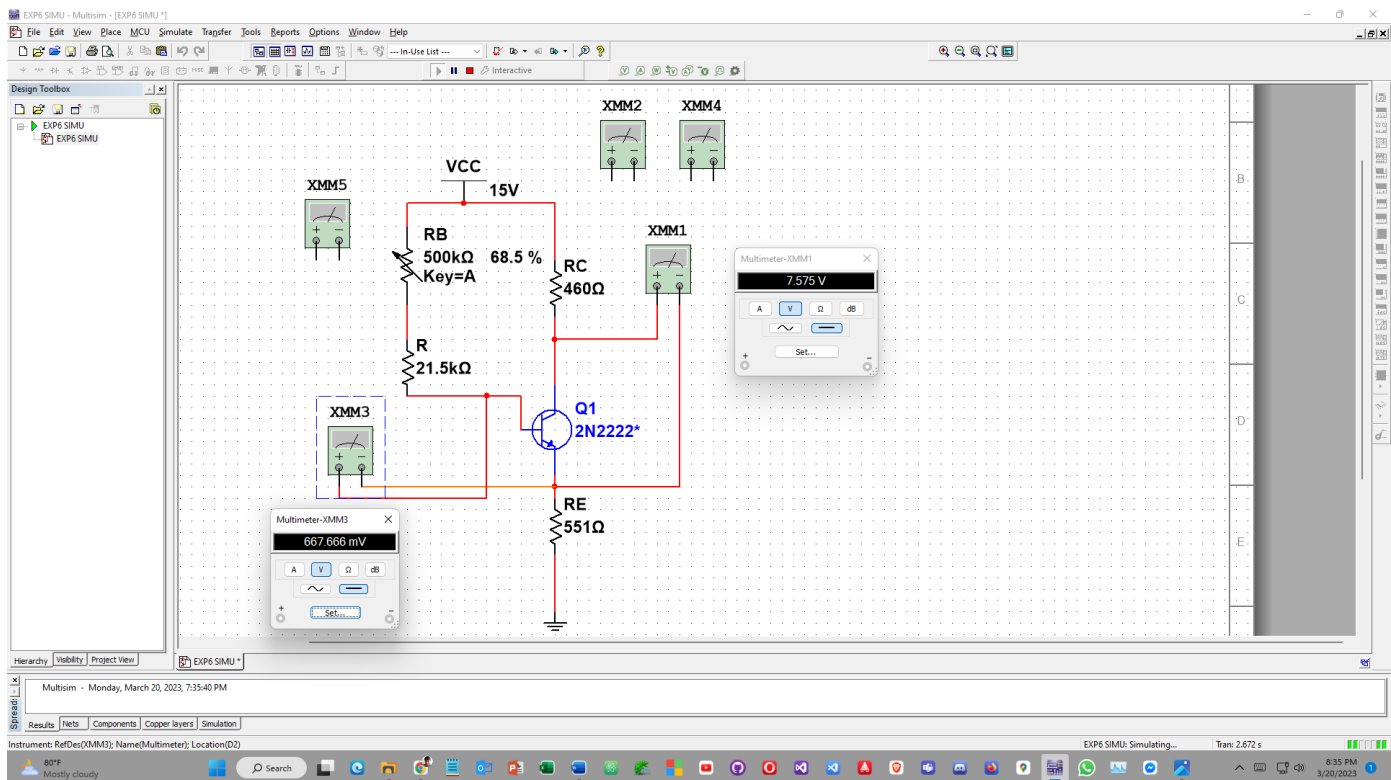 EXP6 SIMU - Multisim - [EXP6 SIMU *]
File Edit View Place MCU Simulate Transfer Tools Reports Options Window Help
--- In-Use List ---
Interactive
Design Toolbox
EXP6 SIMU
EXP6 SIMU
XMM2 XMM4
VCC
15V
XMM5
XMM1
RB
500kΩ 68.5 %
Key=A
RC
460Ω
Multimeter-XMM1
7.575 V
A V Ω dB
Set...
+ −
R
21.5kΩ
XMM3
Q1
2N2222*
Multimeter-XMM3
667.666 mV
A V Ω dB
Set...
+ −
RE
551Ω
B
C
D
E
Hierarchy Visibility Project View
EXP6 SIMU *
Multisim - Monday, March 20, 2023, 7:35:40 PM
Results Nets Components Copper layers Simulation
Instrument: RefDes(XMM3); Name(Multimeter); Location(D2)
EXP6 SIMU: Simulating... Tran: 2.672 s
80°F
Mostly cloudy
Search
8:35 PM
3/20/2023